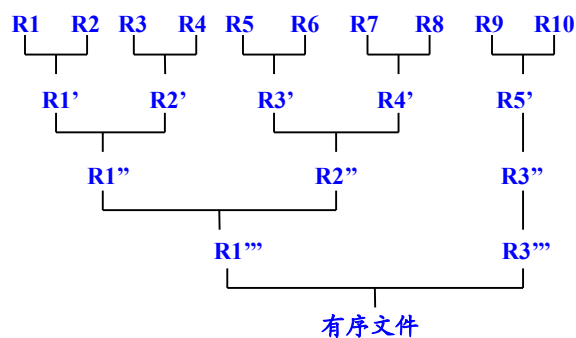 R1 R2 R3 R4 R5 R6 R7 R8 R9 R10
R1’ R2’ R3’ R4’ R5’
R1” R2” R3”
R1’” R3’”
有序文件